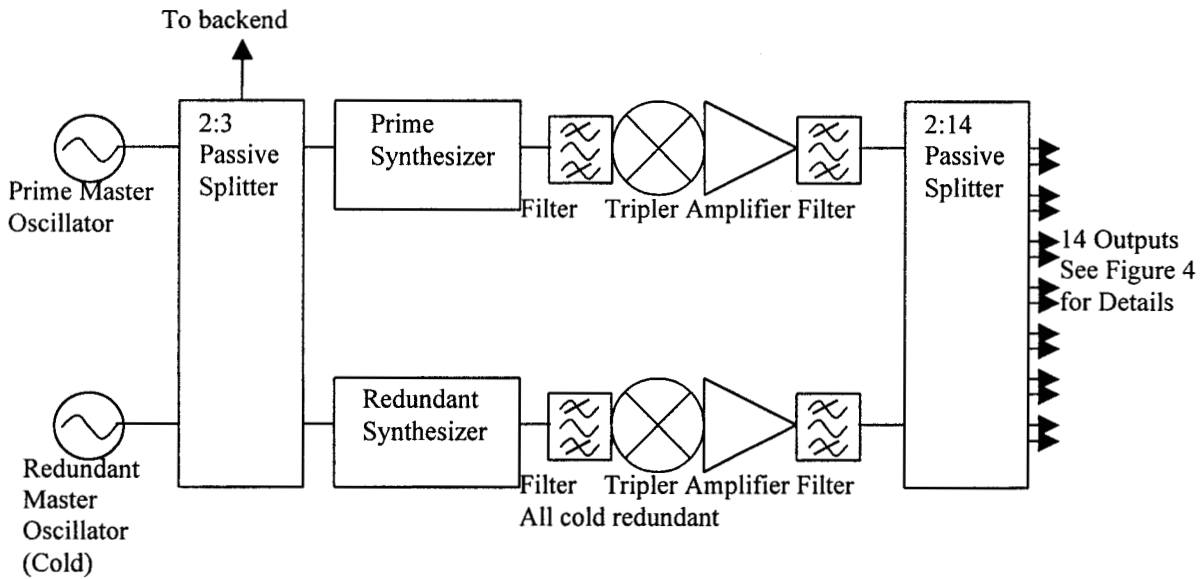 To backend
2:3
Passive
Splitter
Prime
Synthesizer
2:14
Passive
Splitter
Prime Master
Oscillator
Filter
Tripler
Amplifier
Filter
14 Outputs
See Figure 4
for Details
Redundant
Synthesizer
Redundant
Master
Oscillator
(Cold)
Filter
Tripler
Amplifier
Filter
All cold redundant